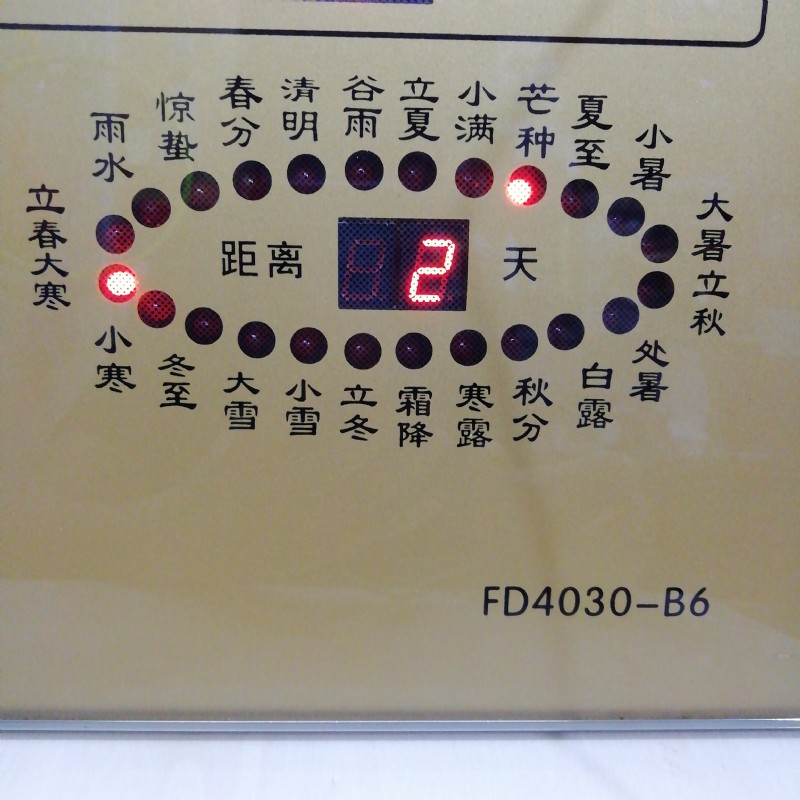 雨水
惊蛰
春分
清明
谷雨
立夏
小满
芒种
夏至
小暑
立春
大暑
距离 2 天
大寒
立秋
小寒
冬至
大雪
小雪
立冬
霜降
寒露
秋分
白露
处暑
FD4030-B6